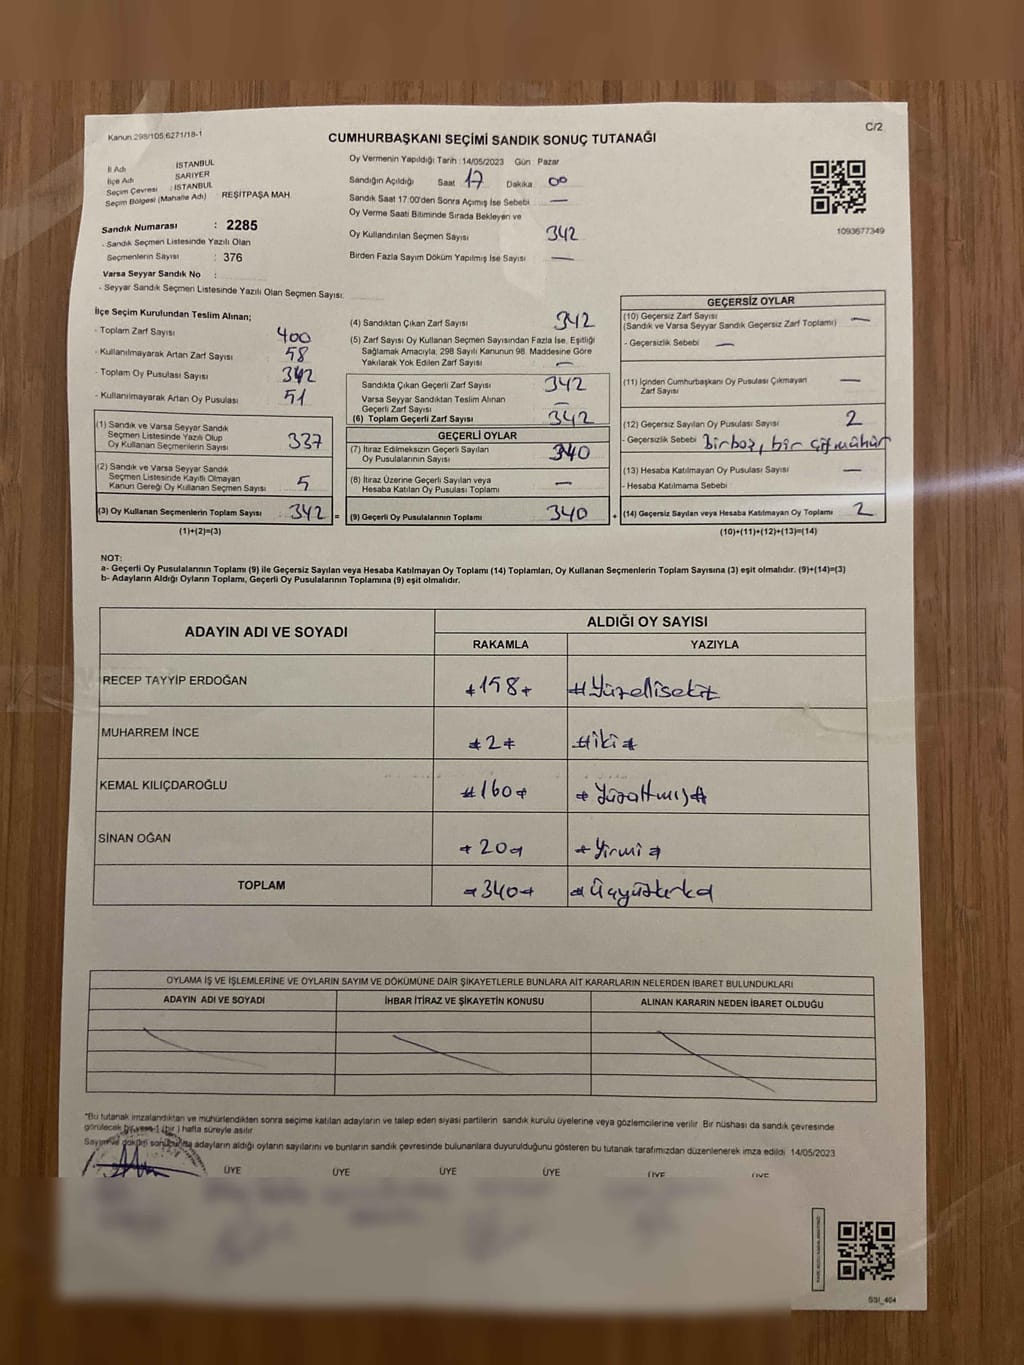 Kanun.298/105,6271/18-1
C/2
CUMHURBAŞKANI SEÇİMİ SANDIK SONUÇ TUTANAĞI
İl Adı İSTANBUL
İlçe Adı SARIYER
Seçim Çevresi : İSTANBUL
Seçim Bölgesi (Mahalle Adı) : REŞİTPAŞA MAH
Sandık Numarası : 2285
- Sandık Seçmen Listesinde Yazılı Olan
Seçmenlerin Sayısı : 376
Varsa Seyyar Sandık No :
- Seyyar Sandık Seçmen Listesinde Yazılı Olan Seçmen Sayısı:
Oy Vermenin Yapıldığı Tarih :14/05/2023 Gün Pazar
Sandığın Açıldığı Saat 17 Dakika 00
Sandık Saat 17:00'den Sonra Açımış İse Sebebi —
Oy Verme Saati Bitiminde Sırada Bekleyen ve
Oy Kullandırılan Seçmen Sayısı 342
Birden Fazla Sayım Döküm Yapılmış İse Sayısı —
1093677349
İlçe Seçim Kurulundan Teslim Alınan;
- Toplam Zarf Sayısı 400
- Kullanılmayarak Artan Zarf Sayısı 58
- Toplam Oy Pusulası Sayısı 342
- Kullanılmayarak Artan Oy Pusulası 51
(1) Sandık ve Varsa Seyyar Sandık
Seçmen Listesinde Yazılı Olup
Oy Kullanan Seçmenlerin Sayısı 337
(2) Sandık ve Varsa Seyyar Sandık
Seçmen Listesinde Kayıtlı Olmayan
Kanun Gereği Oy Kullanan Seçmen Sayısı 5
(3) Oy Kullanan Seçmenlerin Toplam Sayısı 342 =
(1)+(2)=(3)
(4) Sandıktan Çıkan Zarf Sayısı 342
(5) Zarf Sayısı Oy Kullanan Seçmen Sayısından Fazla İse, Eşitliği
Sağlamak Amacıyla, 298 Sayılı Kanunun 98. Maddesine Göre
Yakılarak Yok Edilen Zarf Sayısı —
Sandıkta Çıkan Geçerli Zarf Sayısı 342
Varsa Seyyar Sandıktan Teslim Alınan
Geçerli Zarf Sayısı —
(6) Toplam Geçerli Zarf Sayısı 342
GEÇERLİ OYLAR
(7) İtiraz Edilmeksizin Geçerli Sayılan
Oy Pusulalarının Sayısı 340
(8) İtiraz Üzerine Geçerli Sayılan veya
Hesaba Katılan Oy Pusulası Toplamı —
(9) Geçerli Oy Pusulalarının Toplamı 340 +
GEÇERSİZ OYLAR
(10) Geçersiz Zarf Sayısı
(Sandık ve Varsa Seyyar Sandık Geçersiz Zarf Toplamı) —
- Geçersizlik Sebebi —
(11) İçinden Cumhurbaşkanı Oy Pusulası Çıkmayan
Zarf Sayısı —
(12) Geçersiz Sayılan Oy Pusulası Sayısı 2
- Geçersizlik Sebebi Bir boş, bir çift mühür
(13) Hesaba Katılmayan Oy Pusulası Sayısı —
- Hesaba Katılmama Sebebi
(14) Geçersiz Sayılan veya Hesaba Katılmayan Oy Toplamı 2
(10)+(11)+(12)+(13)=(14)
NOT:
a- Geçerli Oy Pusulalarının Toplamı (9) ile Geçersiz Sayılan veya Hesaba Katılmayan Oy Toplamı (14) Toplamları, Oy Kullanan Seçmenlerin Toplam Sayısına (3) eşit olmalıdır. (9)+(14)=(3)
b- Adayların Aldığı Oyların Toplamı, Geçerli Oy Pusulalarının Toplamına (9) eşit olmalıdır.
ADAYIN ADI VE SOYADI
ALDIĞI OY SAYISI
RAKAMLA YAZIYLA
RECEP TAYYİP ERDOĞAN #158# #Yüzellisekiz
MUHARREM İNCE #2# #iki#
KEMAL KILIÇDAROĞLU #160# #Yüzaltmış#
SİNAN OĞAN #20# #Yirmi#
TOPLAM #340# #Üçyüzkırk#
OYLAMA İŞ VE İŞLEMLERİNE VE OYLARIN SAYIM VE DÖKÜMÜNE DAİR ŞİKAYETLERLE BUNLARA AİT KARARLARIN NELERDEN İBARET BULUNDUKLARI
ADAYIN ADI VE SOYADI İHBAR İTİRAZ VE ŞİKAYETİN KONUSU ALINAN KARARIN NEDEN İBARET OLDUĞU
"Bu tutanak imzalandıktan ve mühürlendikten sonra seçime katılan adayların ve talep eden siyasi partilerin sandık kurulu üyelerine veya gözlemcilerine verilir. Bir nüshası da sandık çevresinde
görülecek bir yere 1 (bir) hafta süreyle asılır.
adayların aldığı oyların sayılarını ve bunların sandık çevresinde bulunanlara duyurulduğunu gösteren bu tutanak tarafımızdan düzenlenerek imza edildi 14/05/2023
ÜYE ÜYE ÜYE ÜYE ÜYE ÜYE
SSI_404